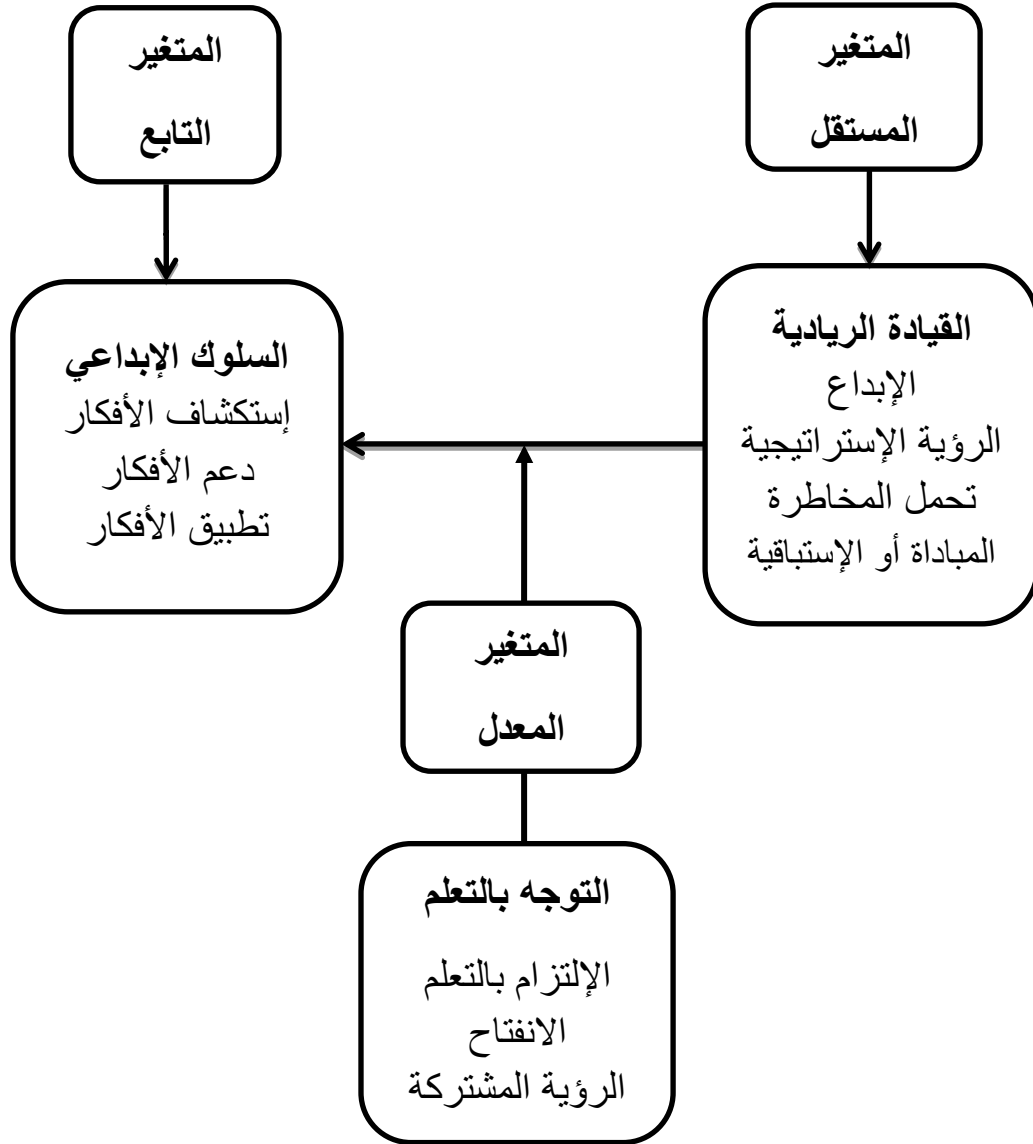 المتغير
المستقل
المتغير
التابع
القيادة الريادية
الإبداع
الرؤية الإستراتيجية
تحمل المخاطرة
المباداة أو الإستباقية
السلوك الإبداعي
إستكشاف الأفكار
دعم الأفكار
تطبيق الأفكار
المتغير
المعدل
التوجه بالتعلم
الإلتزام بالتعلم
الانفتاح
الرؤية المشتركة